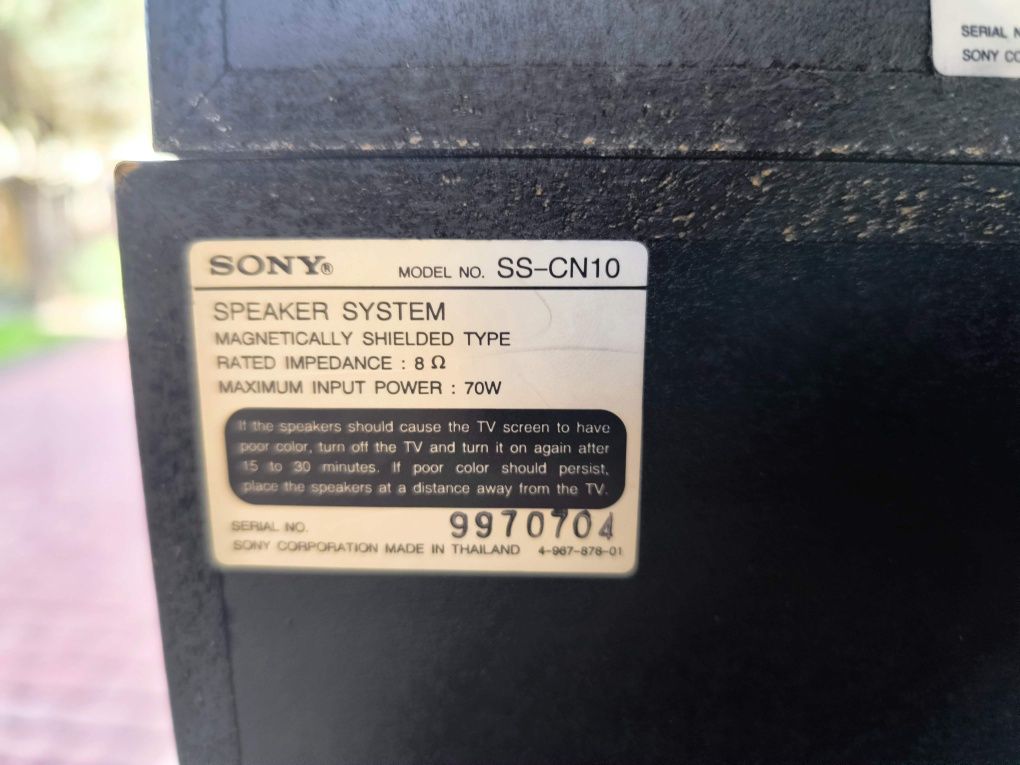 SERIAL N
SONY CO
SONY® MODEL NO. SS-CN10
SPEAKER SYSTEM
MAGNETICALLY SHIELDED TYPE
RATED IMPEDANCE : 8 Ω
MAXIMUM INPUT POWER : 70W
If the speakers should cause the TV screen to have
poor color, turn off the TV and turn it on again after
15 to 30 minutes. If poor color should persist,
place the speakers at a distance away from the TV.
SERIAL NO. 9970704
SONY CORPORATION MADE IN THAILAND 4-967-878-01